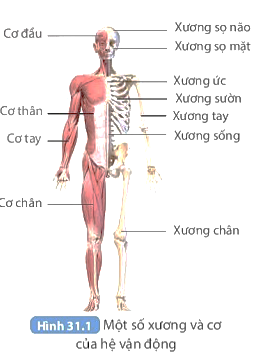 Cơ đầu
Cơ thân
Cơ tay
Cơ chân
Xương sọ não
Xương sọ mặt
Xương ức
Xương sườn
Xương tay
Xương sống
Xương chân
Hình 31.1 Một số xương và cơ
của hệ vận động